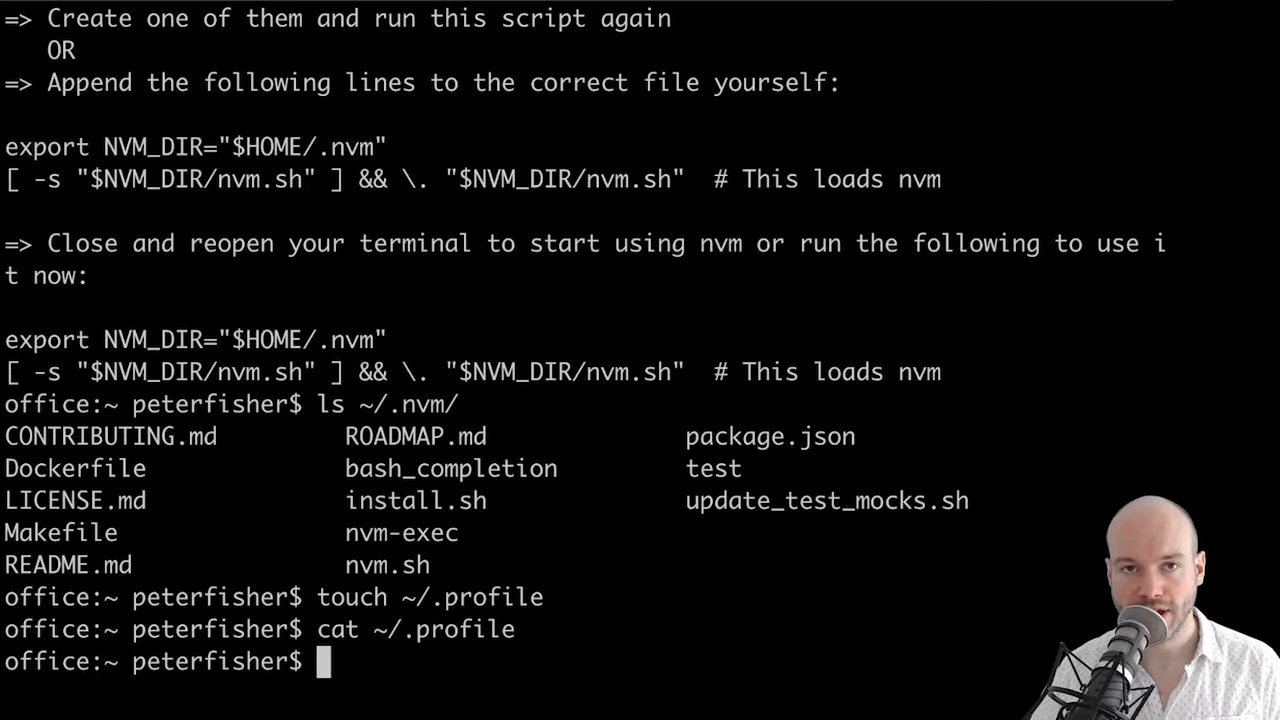 => Create one of them and run this script again
OR
=> Append the following lines to the correct file yourself:
export NVM_DIR="$HOME/.nvm"
[ -s "$NVM_DIR/nvm.sh" ] && \. "$NVM_DIR/nvm.sh"  # This loads nvm
=> Close and reopen your terminal to start using nvm or run the following to use i
t now:
export NVM_DIR="$HOME/.nvm"
[ -s "$NVM_DIR/nvm.sh" ] && \. "$NVM_DIR/nvm.sh"  # This loads nvm
office:~ peterfisher$ ls ~/.nvm/
CONTRIBUTING.md ROADMAP.md package.json
Dockerfile bash_completion test
LICENSE.md install.sh update_test_mocks.sh
Makefile nvm-exec
README.md nvm.sh
office:~ peterfisher$ touch ~/.profile
office:~ peterfisher$ cat ~/.profile
office:~ peterfisher$